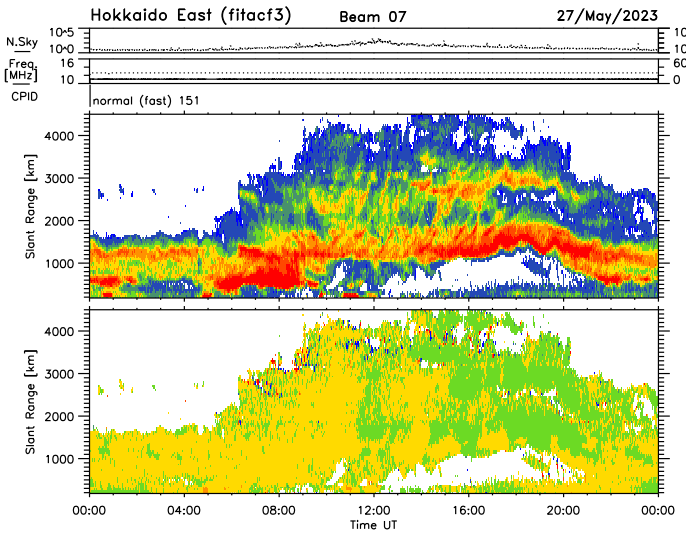 Hokkaido East (fitacf3) Beam 07 27/May/2023
N.Sky 10^5 10^0
Freq. [MHz] 16 10 60 0
CPID normal (fast) 151
Slant Range [km] 4000 3000 2000 1000
Slant Range [km] 4000 3000 2000 1000
00:00 04:00 08:00 12:00 16:00 20:00 00:00
Time UT